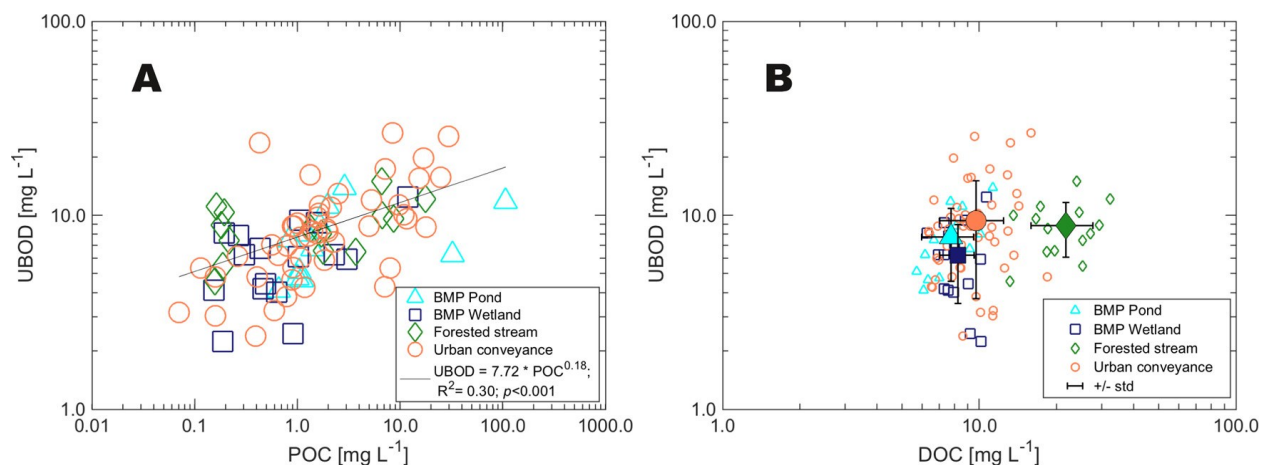 A
100.0
10.0
1.0
UBOD [mg L-1]
0.01
0.1
1.0
10.0
100.0
1000.0
POC [mg L-1]
BMP Pond
BMP Wetland
Forested stream
Urban conveyance
UBOD = 7.72 * POC0.18;
R2= 0.30; p<0.001
B
100.0
10.0
1.0
UBOD [mg L-1]
1.0
10.0
100.0
DOC [mg L-1]
BMP Pond
BMP Wetland
Forested stream
Urban conveyance
+/- std